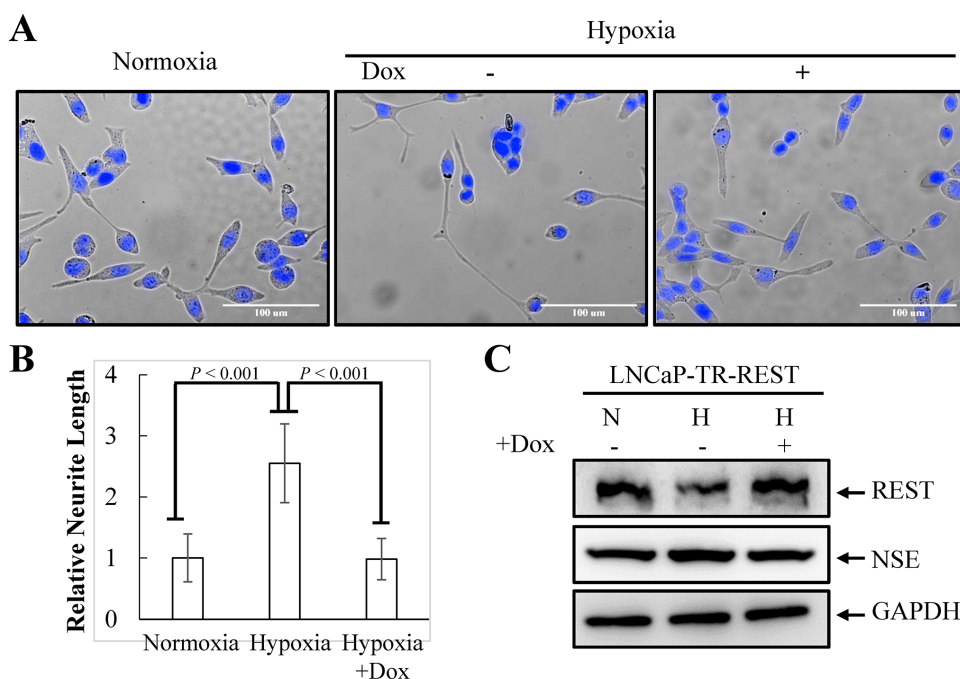 A
Normoxia
Hypoxia
Dox - +
100 um
100 um
100 um
B
Relative Neurite Length
4
3
2
1
0
P < 0.001
P < 0.001
Normoxia Hypoxia Hypoxia
+Dox
C
LNCaP-TR-REST
N H H
+Dox - - +
REST
NSE
GAPDH